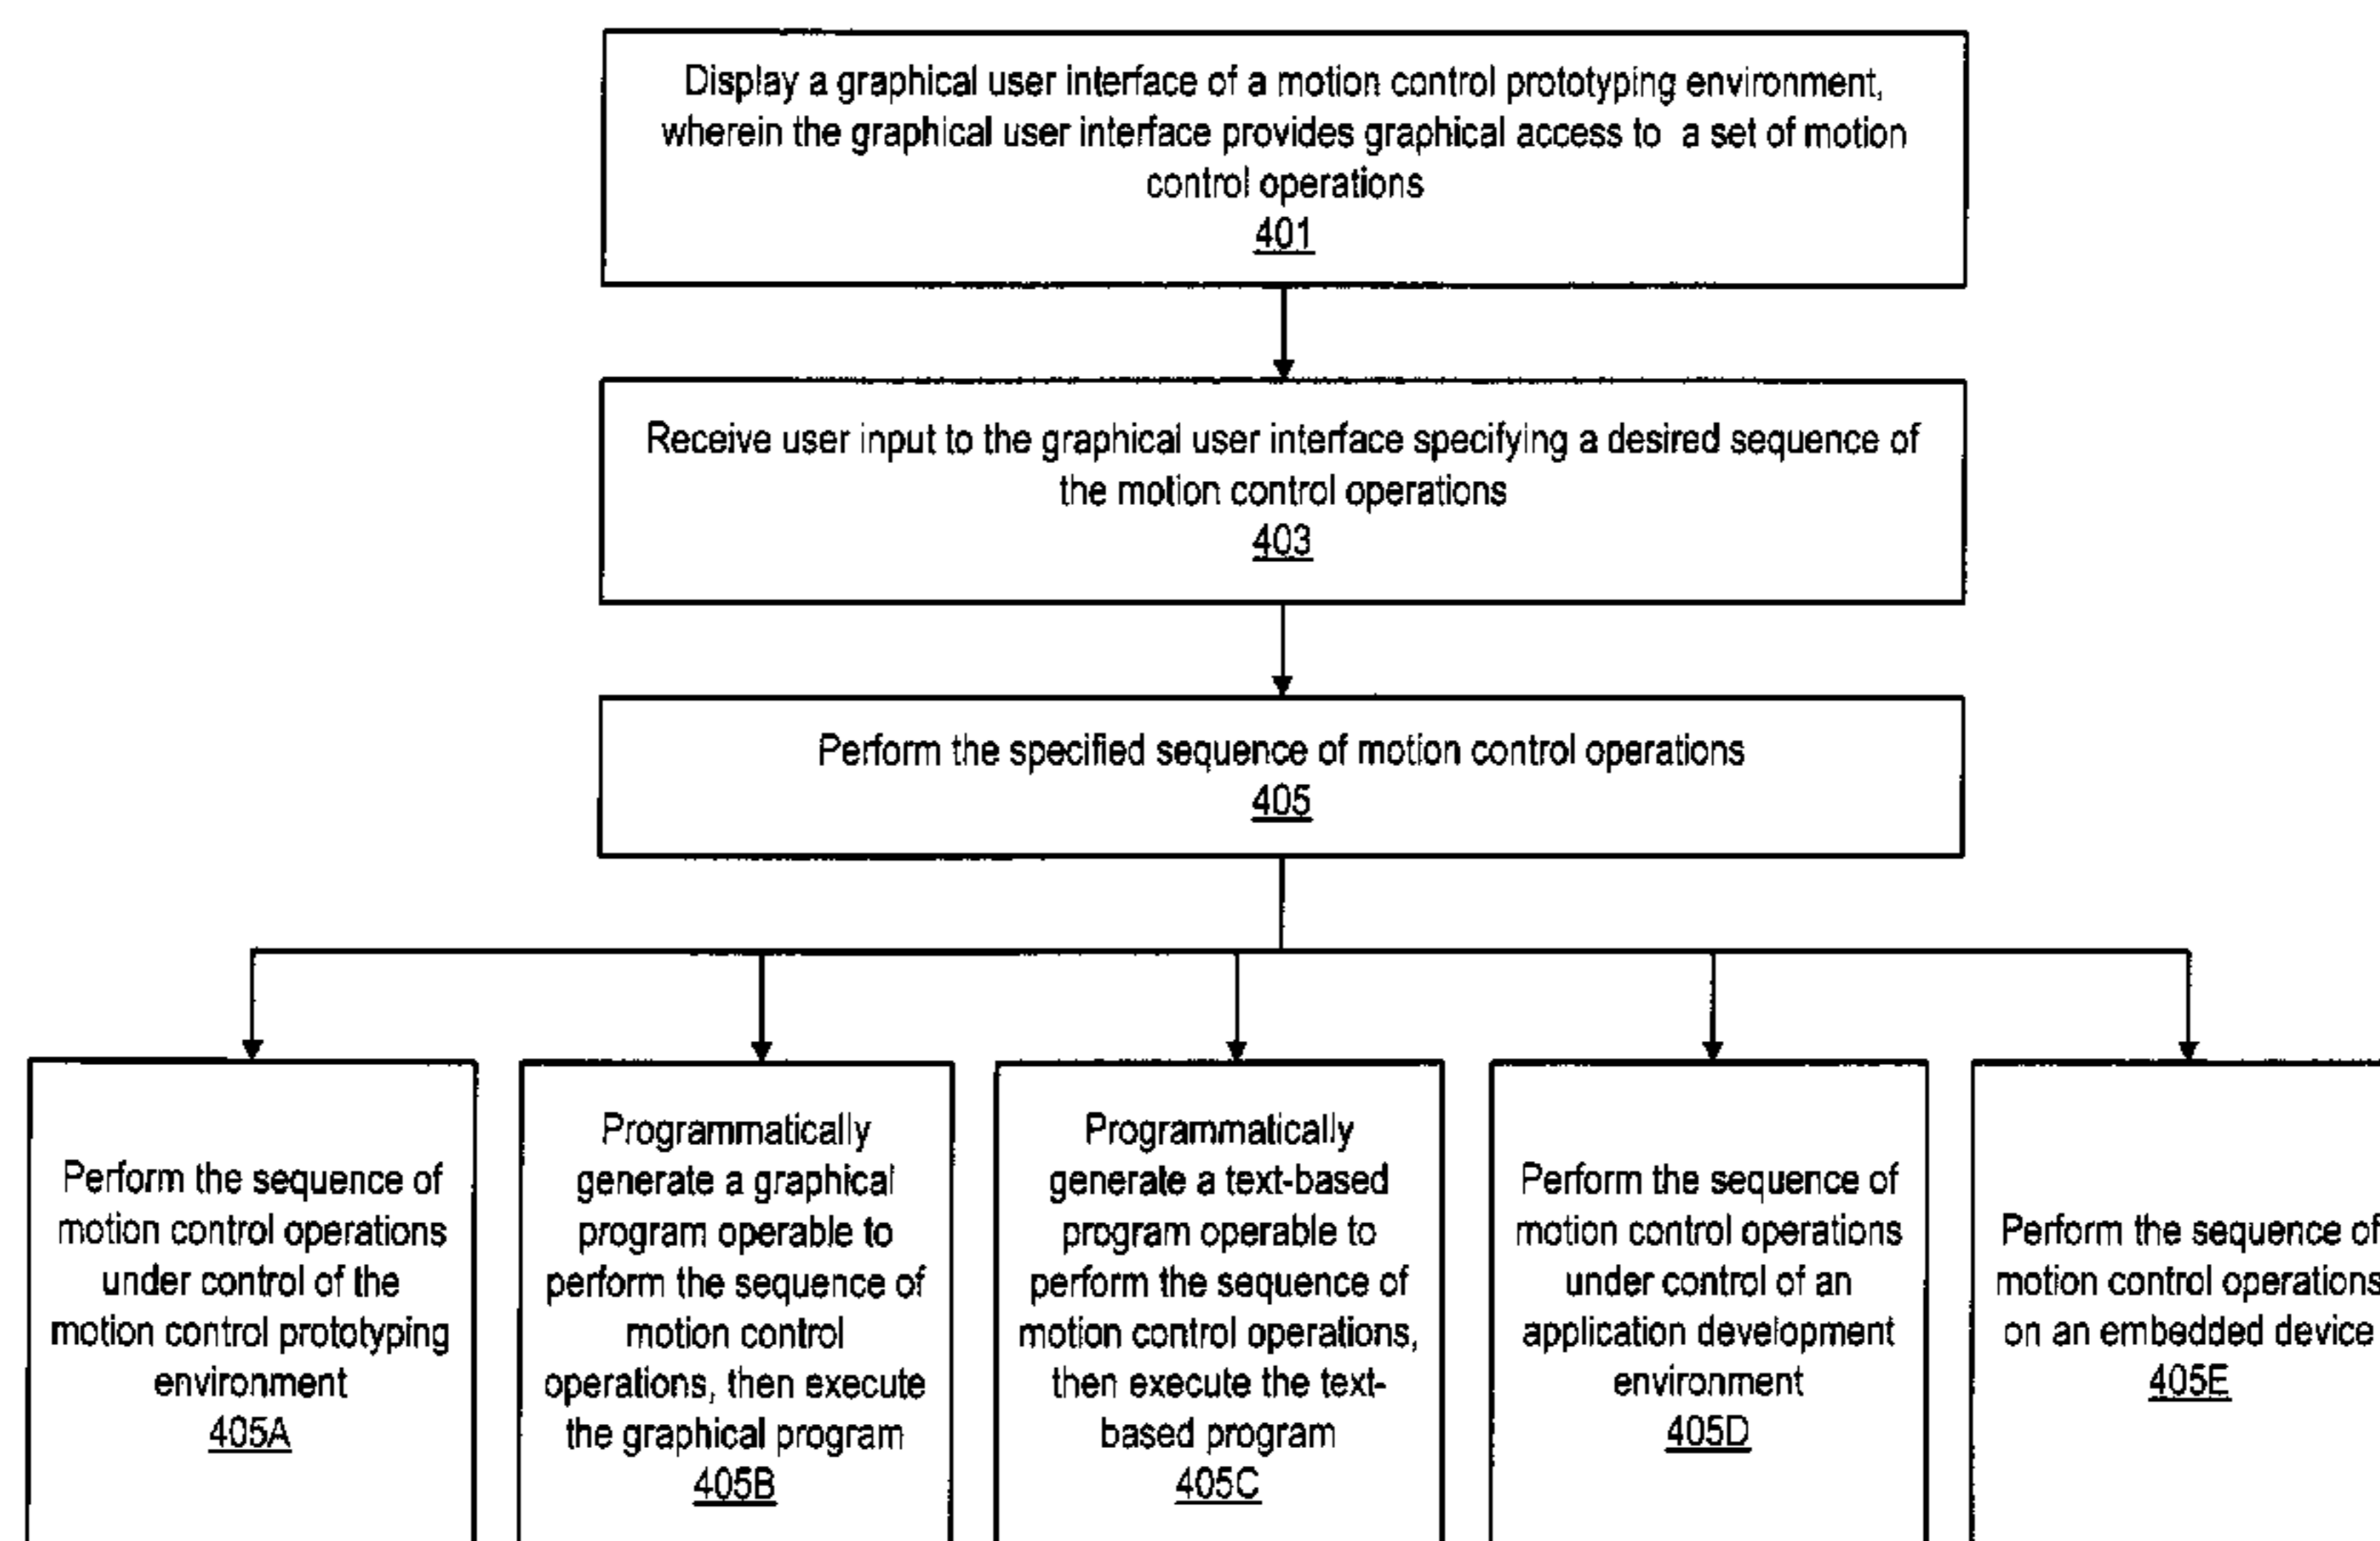 Display a graphical user interface of a motion control prototyping environment,
wherein the graphical user interface provides graphical access to a set of motion
control operations
401
Receive user input to the graphical user interface specifying a desired sequence of
the motion control operations
403
Perform the specified sequence of motion control operations
405
Perform the sequence of
motion control operations
under control of the
motion control prototyping
environment
405A
Programmatically
generate a graphical
program operable to
perform the sequence of
motion control
operations, then execute
the graphical program
405B
Programmatically
generate a text-based
program operable to
perform the sequence of
motion control operations,
then execute the text-
based program
405C
Perform the sequence of
motion control operations
under control of an
application development
environment
405D
Perform the sequence of
motion control operations
on an embedded device
405E